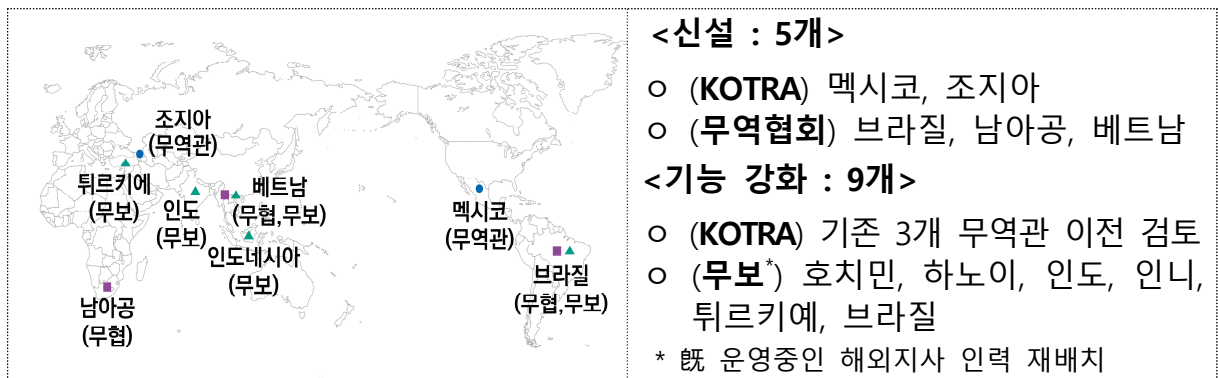 조지아
(무역관)
튀르키에
(무보)
인도
(무보)
베트남
(무협,무보)
인도네시아
(무보)
남아공
(무협)
멕시코
(무역관)
브라질
(무협,무보)
<신설 : 5개>
ㅇ (KOTRA) 멕시코, 조지아
ㅇ (무역협회) 브라질, 남아공, 베트남
<기능 강화 : 9개>
ㅇ (KOTRA) 기존 3개 무역관 이전 검토
ㅇ (무보*) 호치민, 하노이, 인도, 인니,
튀르키예, 브라질
* 旣 운영중인 해외지사 인력 재배치